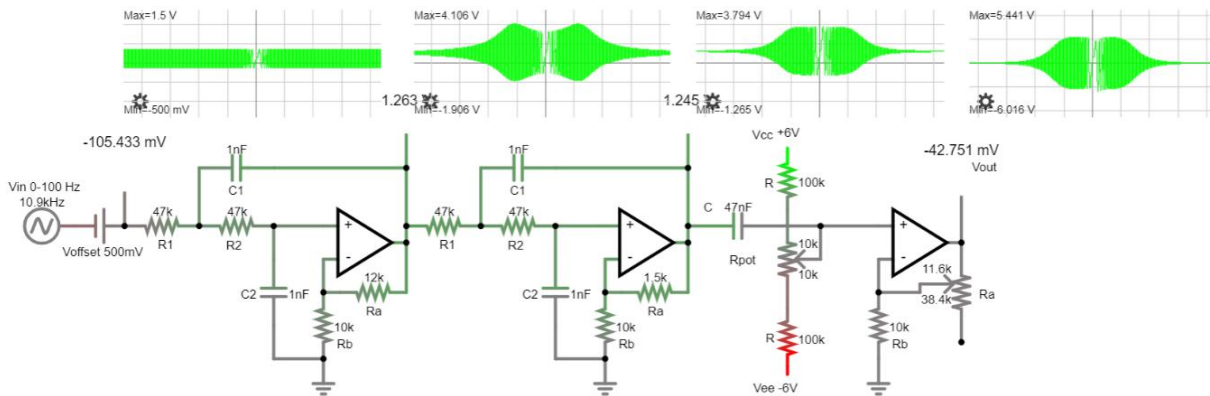 Max=1.5 V
Max=4.106 V
Max=3.794 V
Max=5.441 V
Min=-500 mV
1.263
Min=-1.906 V
1.245
Min=-1.265 V
Min=-6.016 V
-105.433 mV
Vcc +6V
-42.751 mV
Vout
1nF
C1
1nF
C1
R
100k
Vin 0-100 Hz
10.9kHz
47k
R1
47k
R2
47k
R1
47k
R2
C
47nF
+
-
+
-
+
-
Voffset 500mV
Rpot
10k
10k
C2
1nF
12k
Ra
C2
1nF
1.5k
Ra
11.6k
38.4k
Ra
10k
Rb
10k
Rb
R
100k
10k
Rb
Vee -6V